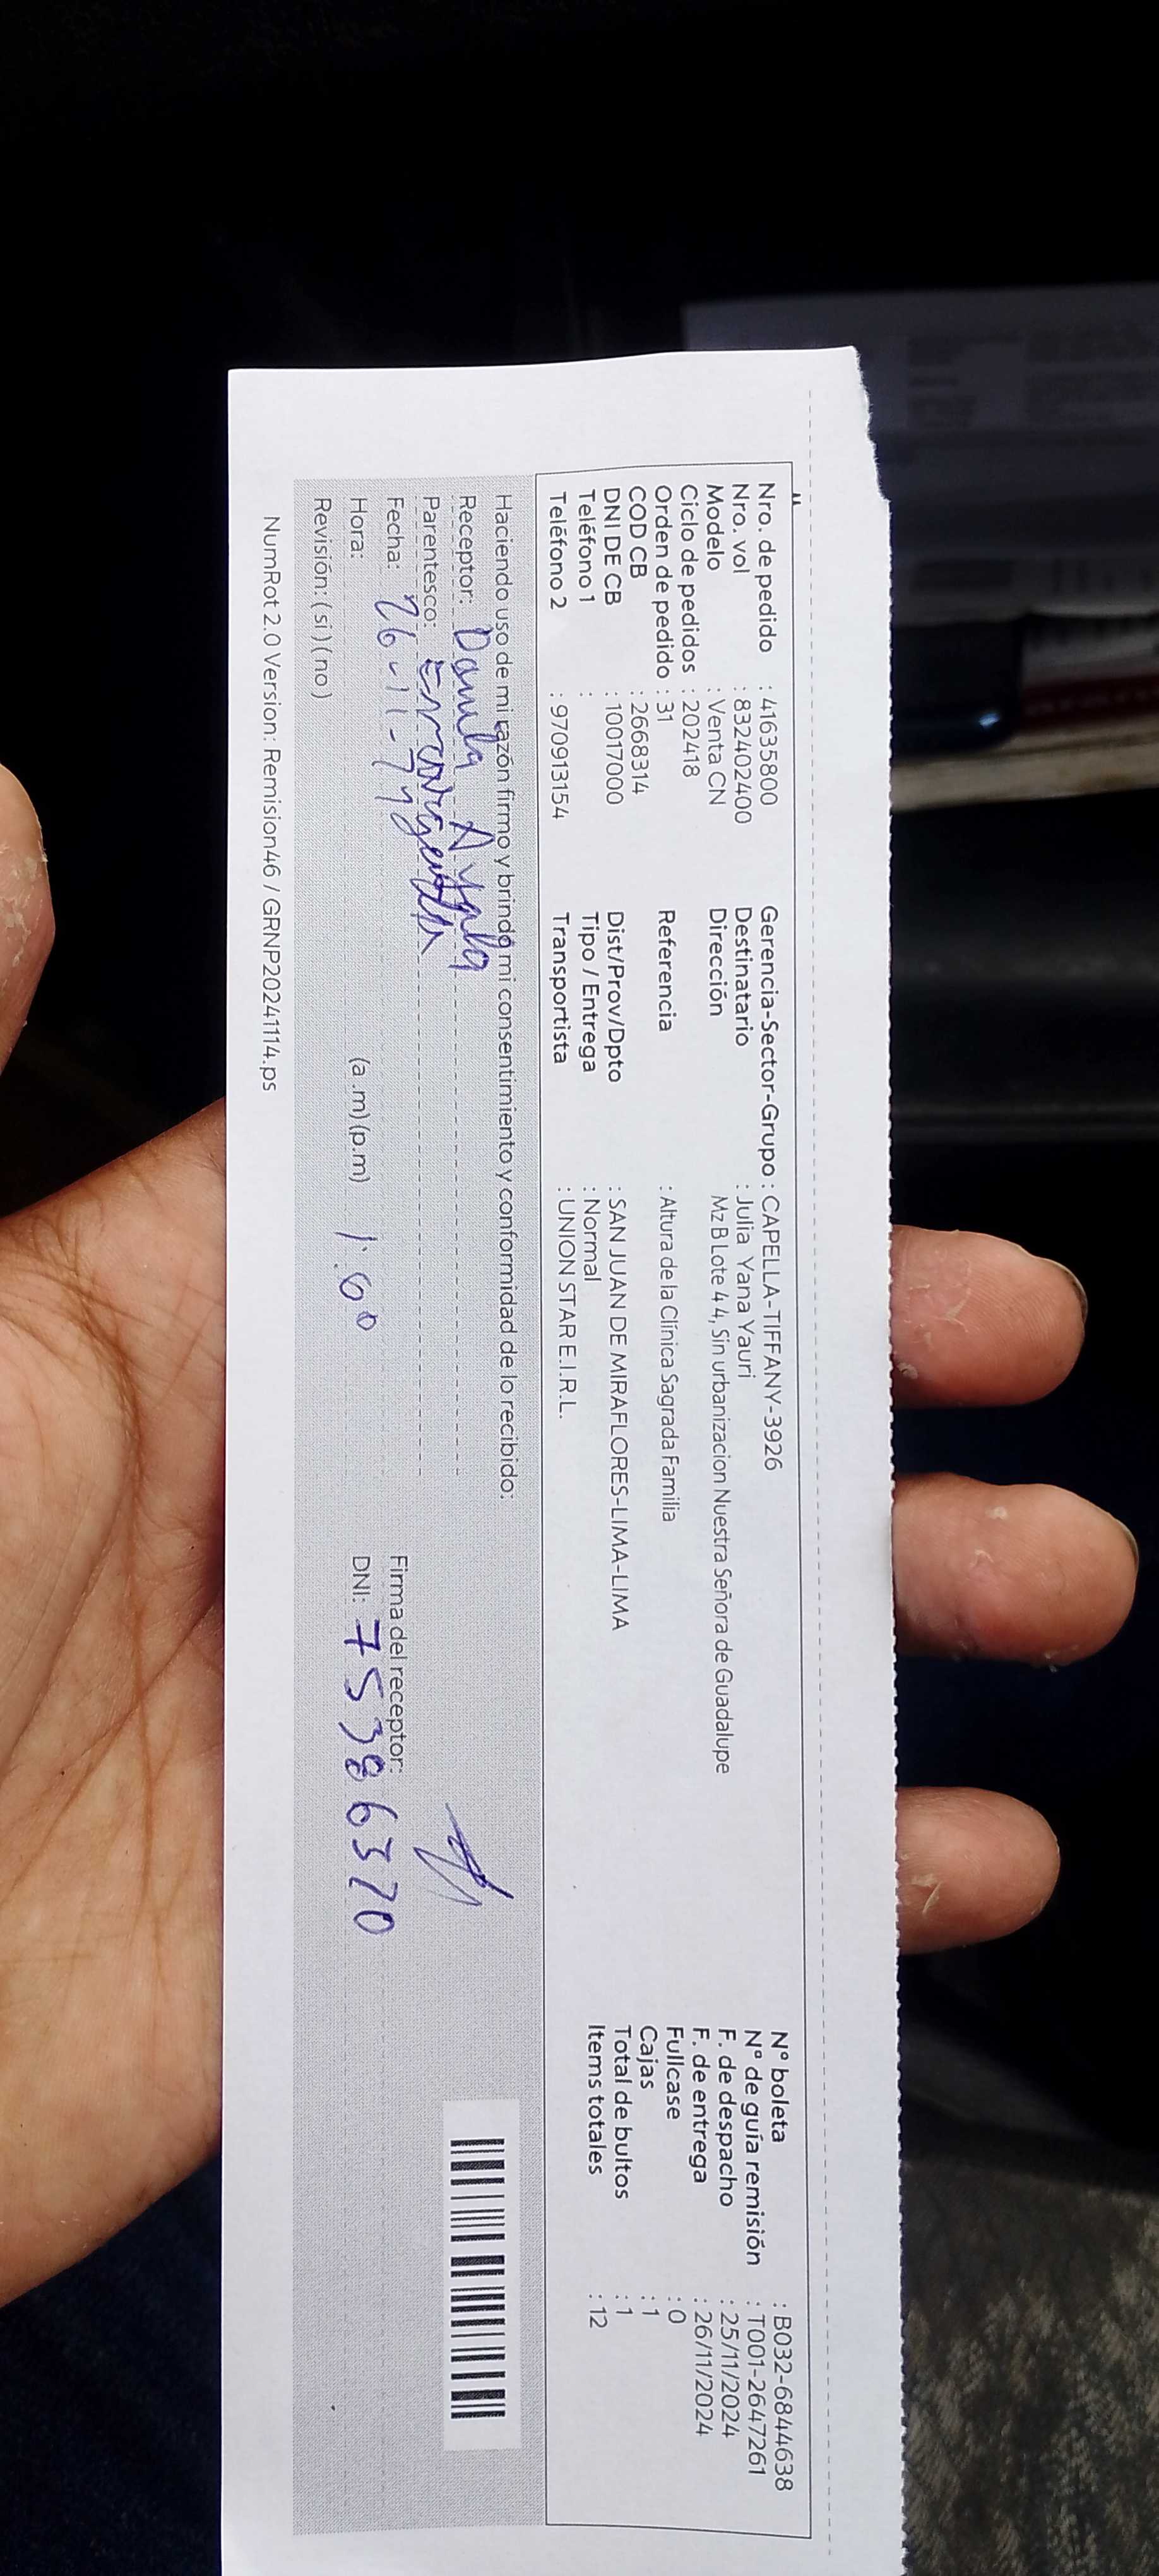 Nro. de pedido : 41635800
Nro. vol : 832402400
Modelo : Venta CN
Ciclo de pedidos : 202418
Orden de pedido : 31
COD CB : 2668314
DNI DE CB : 10017000
Teléfono 1 :
Teléfono 2 : 970913154
Gerencia-Sector-Grupo : CAPELLA-TIFFANY-3926
Destinatario : Julia Yana Yauri
Dirección Mz B Lote 4 4, Sin urbanizacion Nuestra Señora de Guadalupe
Referencia : Altura de la Clínica Sagrada Familia
Dist/Prov/Dpto : SAN JUAN DE MIRAFLORES-LIMA-LIMA
Tipo / Entrega : Normal
Transportista : UNION STAR E.I.R.L.
N° boleta : B032-6844638
N° de guía remisión : T001-2647261
F. de despacho : 25/11/2024
F. de entrega : 26/11/2024
Fullcase : 0
Cajas : 1
Total de bultos : 1
Items totales : 12
Haciendo uso de mi razón firmo y brindo mi consentimiento y conformidad de lo recibido:
Receptor: Ayala
Parentesco:
Fecha: 26-11-
Hora: (a.m)(p.m)
Revisión: (si) (no)
Firma del receptor:
DNI: 75386370
NumRot 2.0 Version: Remision46 / GRNP20241114.ps